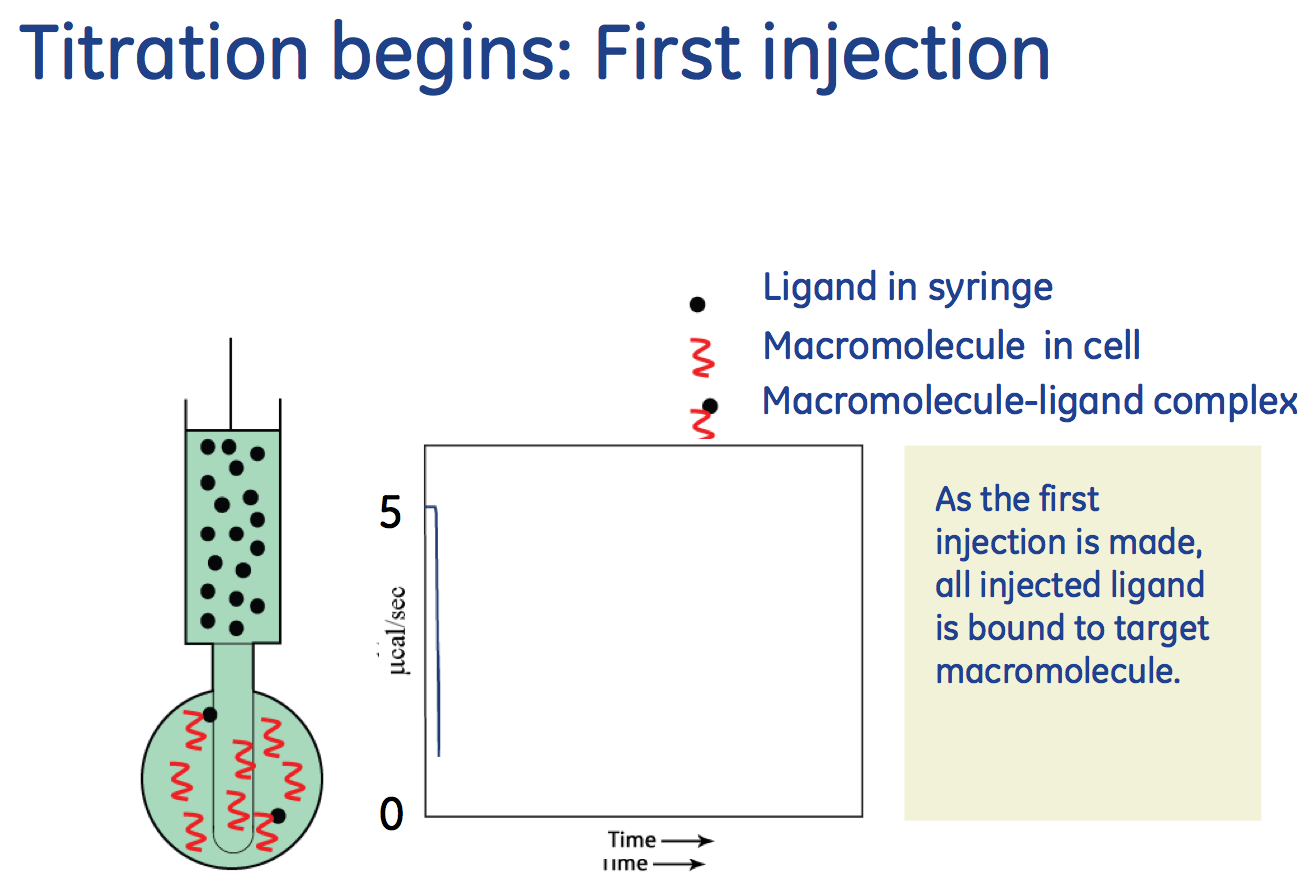 Titration begins: First injection
Ligand in syringe
Macromolecule in cell
Macromolecule-ligand complex
5
µcal/sec
0
Time
Time
As the first
injection is made,
all injected ligand
is bound to target
macromolecule.